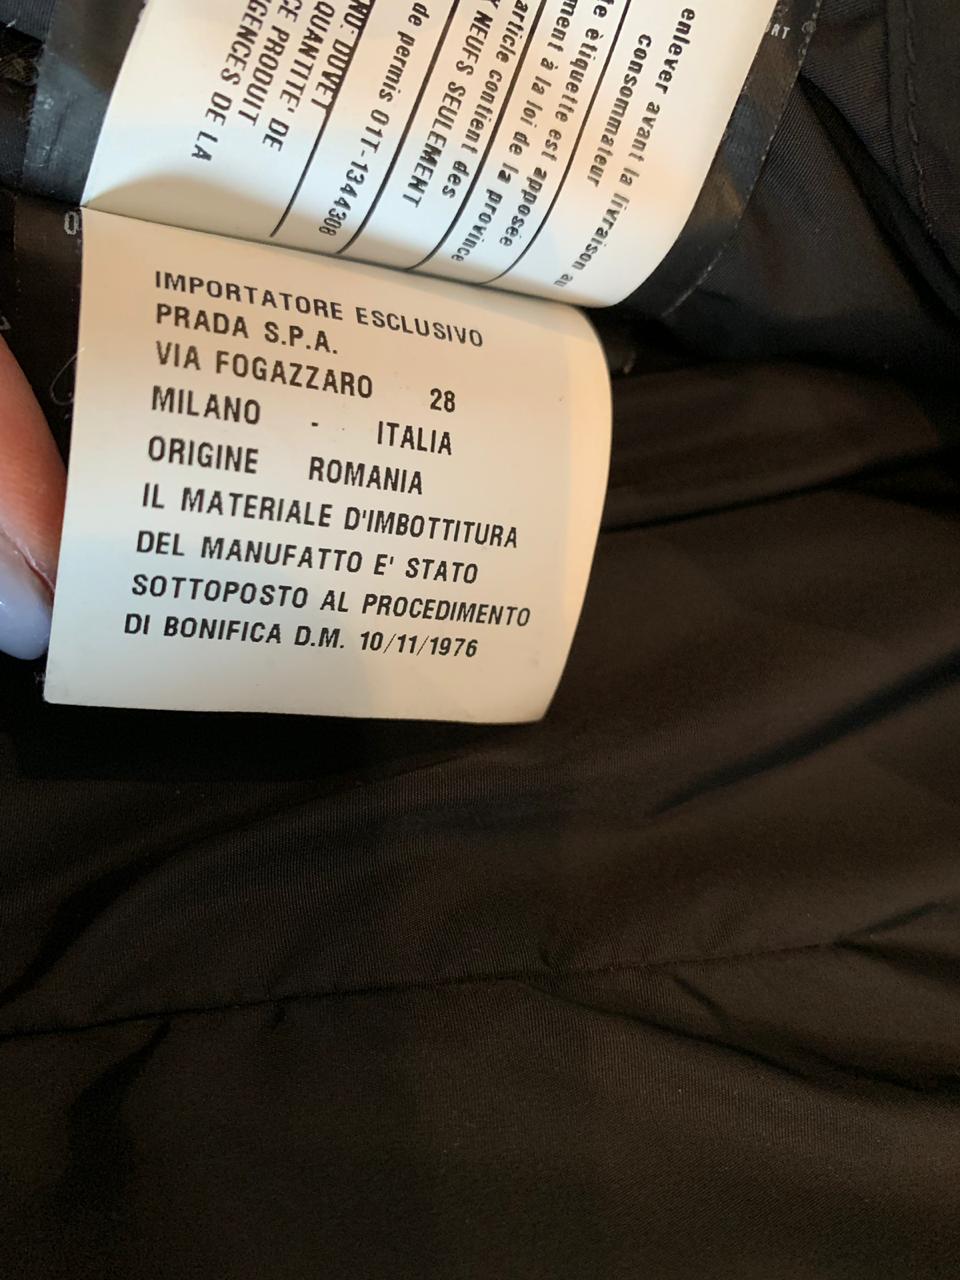 enlever avant la livraison au
consommateur
étiquette est apposée
à la loi de la province
article contient des
NEUFS SEULEMENT
de permis 01T-1344308
DUVET
QUANTITE' DE
CE PRODUIT
DE LA
IMPORTATORE ESCLUSIVO
PRADA S.P.A.
VIA FOGAZZARO 28
MILANO - ITALIA
ORIGINE ROMANIA
IL MATERIALE D'IMBOTTITURA
DEL MANUFATTO E' STATO
SOTTOPOSTO AL PROCEDIMENTO
DI BONIFICA D.M. 10/11/1976